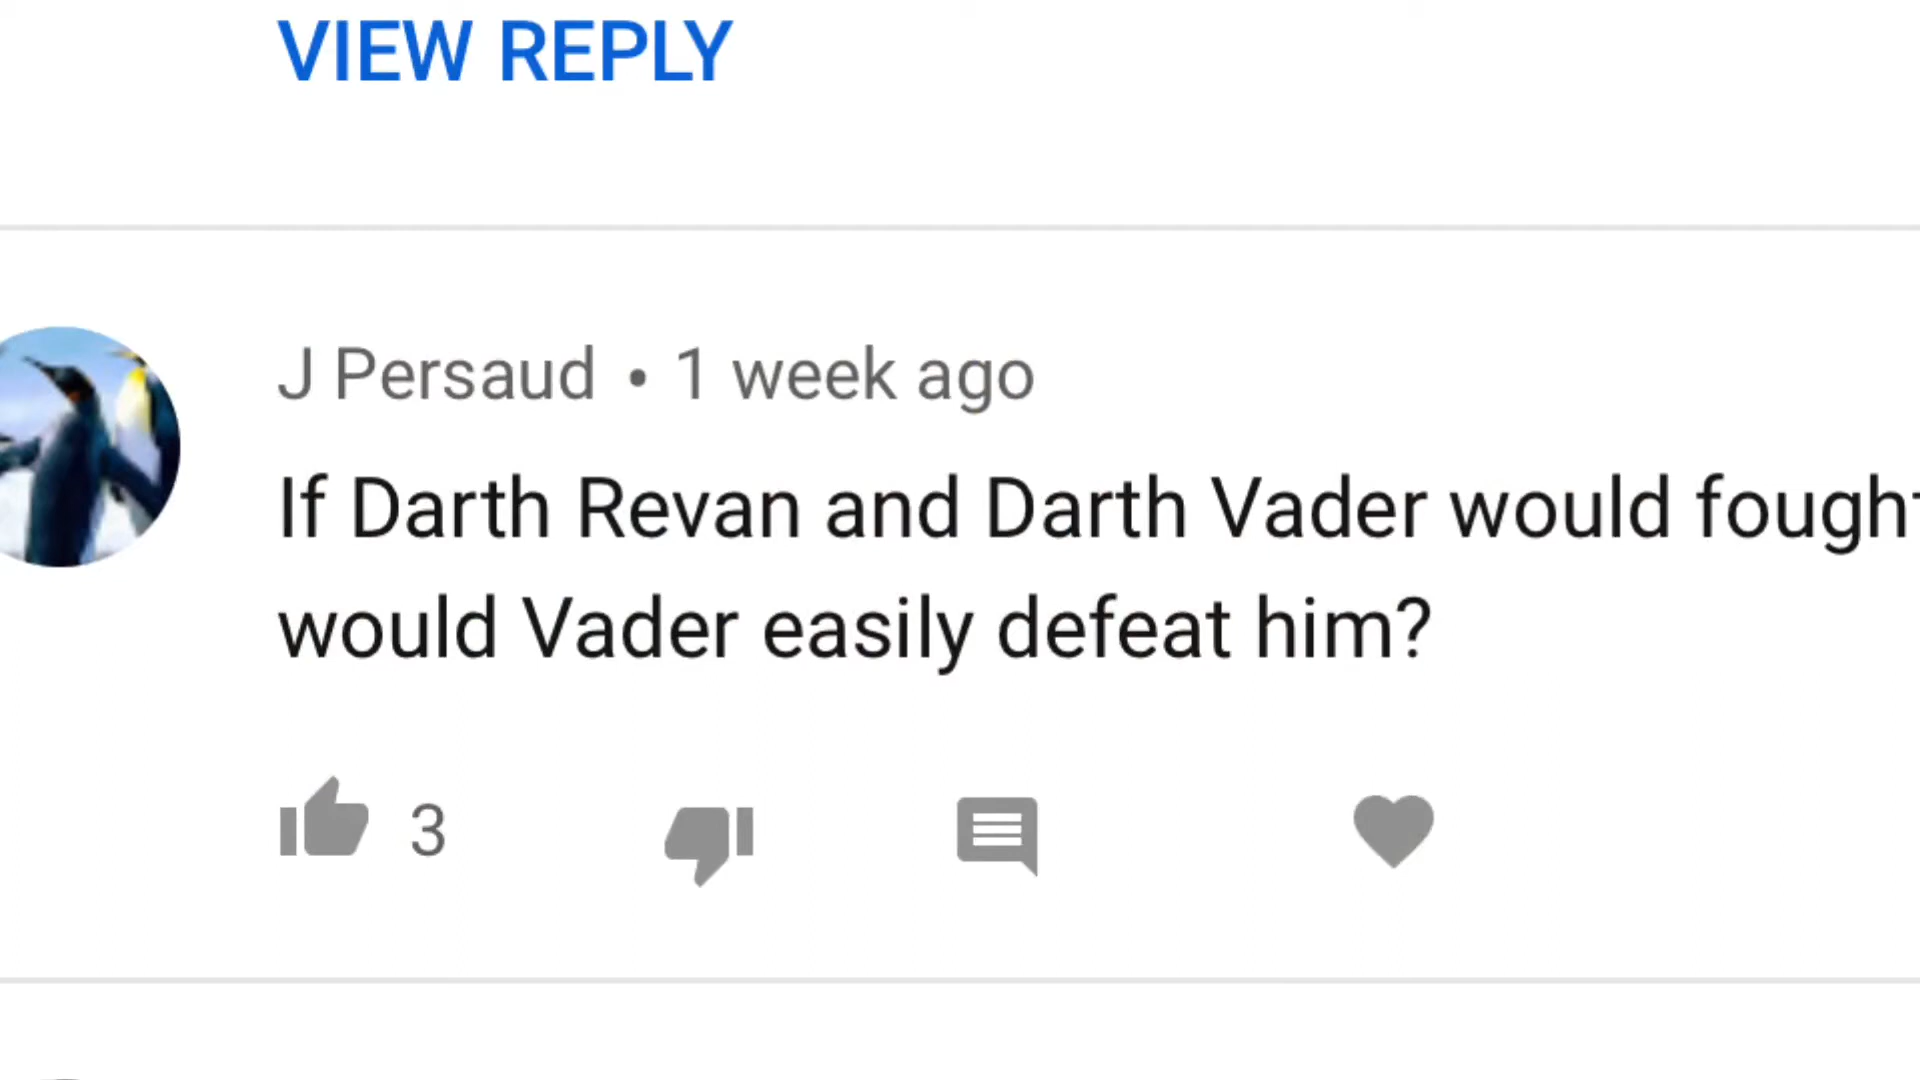 VIEW REPLY
J Persaud • 1 week ago
If Darth Revan and Darth Vader would fought
would Vader easily defeat him?
3